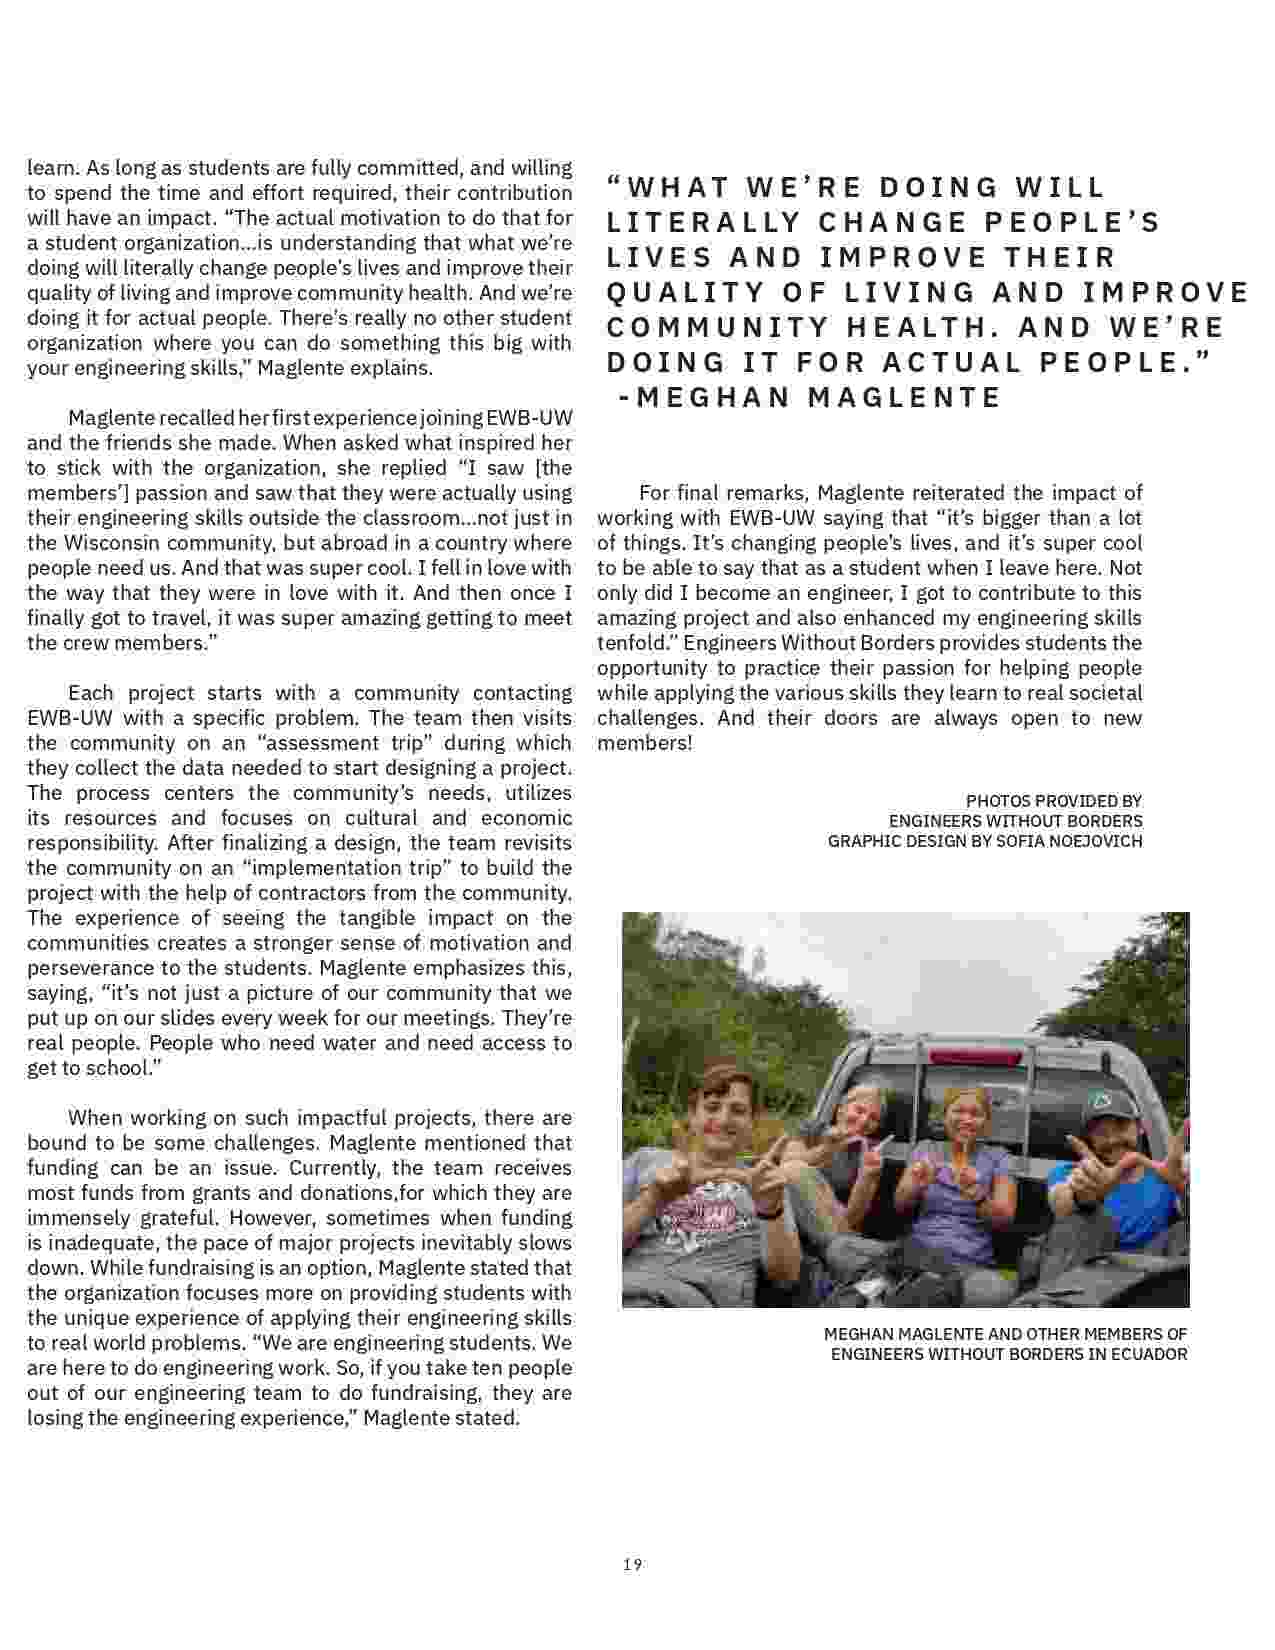 learn. As long as students are fully committed, and willing
to spend the time and effort required, their contribution
will have an impact. “The actual motivation to do that for
a student organization...is understanding that what we’re
doing will literally change people’s lives and improve their
quality of living and improve community health. And we’re
doing it for actual people. There’s really no other student
organization where you can do something this big with
your engineering skills,” Maglente explains.
Maglente recalled her first experience joining EWB-UW
and the friends she made. When asked what inspired her
to stick with the organization, she replied “I saw [the
members’] passion and saw that they were actually using
their engineering skills outside the classroom...not just in
the Wisconsin community, but abroad in a country where
people need us. And that was super cool. I fell in love with
the way that they were in love with it. And then once I
finally got to travel, it was super amazing getting to meet
the crew members.”
Each project starts with a community contacting
EWB-UW with a specific problem. The team then visits
the community on an “assessment trip” during which
they collect the data needed to start designing a project.
The process centers the community’s needs, utilizes
its resources and focuses on cultural and economic
responsibility. After finalizing a design, the team revisits
the community on an “implementation trip” to build the
project with the help of contractors from the community.
The experience of seeing the tangible impact on the
communities creates a stronger sense of motivation and
perseverance to the students. Maglente emphasizes this,
saying, “it’s not just a picture of our community that we
put up on our slides every week for our meetings. They’re
real people. People who need water and need access to
get to school.”
When working on such impactful projects, there are
bound to be some challenges. Maglente mentioned that
funding can be an issue. Currently, the team receives
most funds from grants and donations,for which they are
immensely grateful. However, sometimes when funding
is inadequate, the pace of major projects inevitably slows
down. While fundraising is an option, Maglente stated that
the organization focuses more on providing students with
the unique experience of applying their engineering skills
to real world problems. “We are engineering students. We
are here to do engineering work. So, if you take ten people
out of our engineering team to do fundraising, they are
losing the engineering experience,” Maglente stated.
“WHAT WE’RE DOING WILL
LITERALLY CHANGE PEOPLE’S
LIVES AND IMPROVE THEIR
QUALITY OF LIVING AND IMPROVE
COMMUNITY HEALTH. AND WE’RE
DOING IT FOR ACTUAL PEOPLE.”
-MEGHAN MAGLENTE
For final remarks, Maglente reiterated the impact of
working with EWB-UW saying that “it’s bigger than a lot
of things. It’s changing people’s lives, and it’s super cool
to be able to say that as a student when I leave here. Not
only did I become an engineer, I got to contribute to this
amazing project and also enhanced my engineering skills
tenfold.” Engineers Without Borders provides students the
opportunity to practice their passion for helping people
while applying the various skills they learn to real societal
challenges. And their doors are always open to new
members!
PHOTOS PROVIDED BY
ENGINEERS WITHOUT BORDERS
GRAPHIC DESIGN BY SOFIA NOEJOVICH
MEGHAN MAGLENTE AND OTHER MEMBERS OF
ENGINEERS WITHOUT BORDERS IN ECUADOR
19